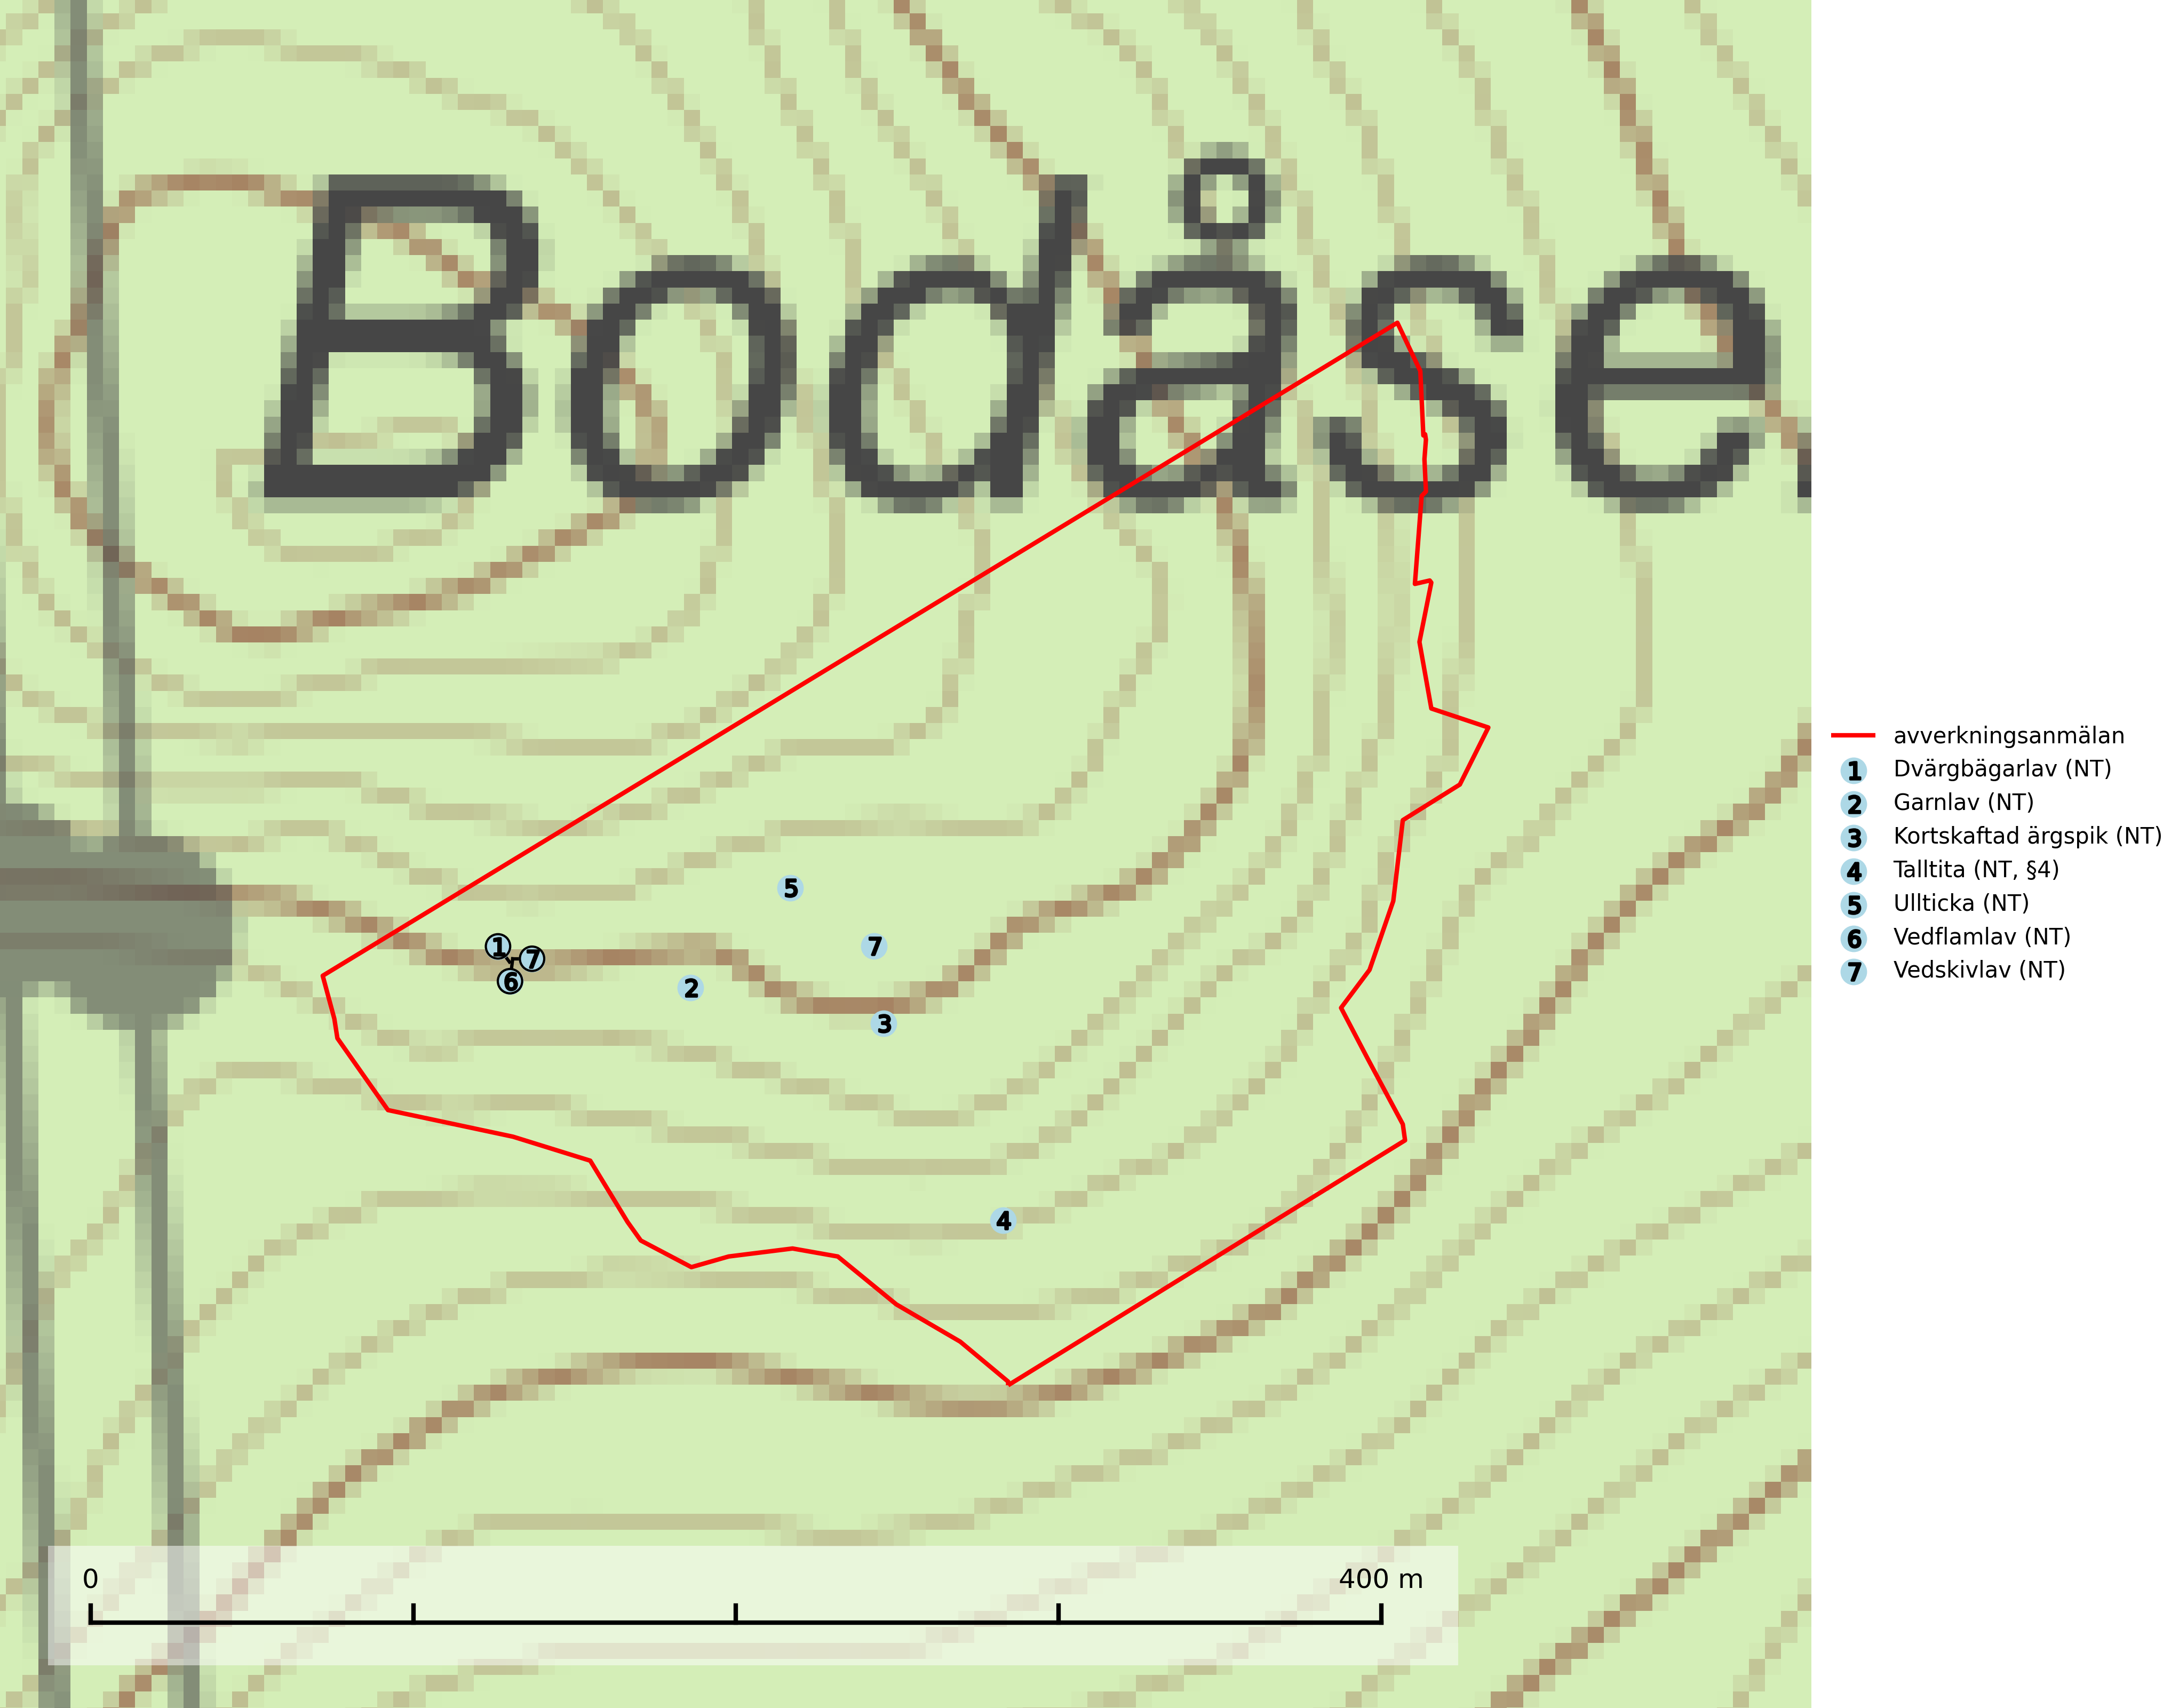 Bodåse
avverkningsanmälan
1 Dvärgbägarlav (NT)
2 Garnlav (NT)
3 Kortskaftad ärgspik (NT)
4 Talltita (NT, §4)
5 Ullticka (NT)
6 Vedflamlav (NT)
7 Vedskivlav (NT)
5
1 7 7
6 2
3
4
0 400 m